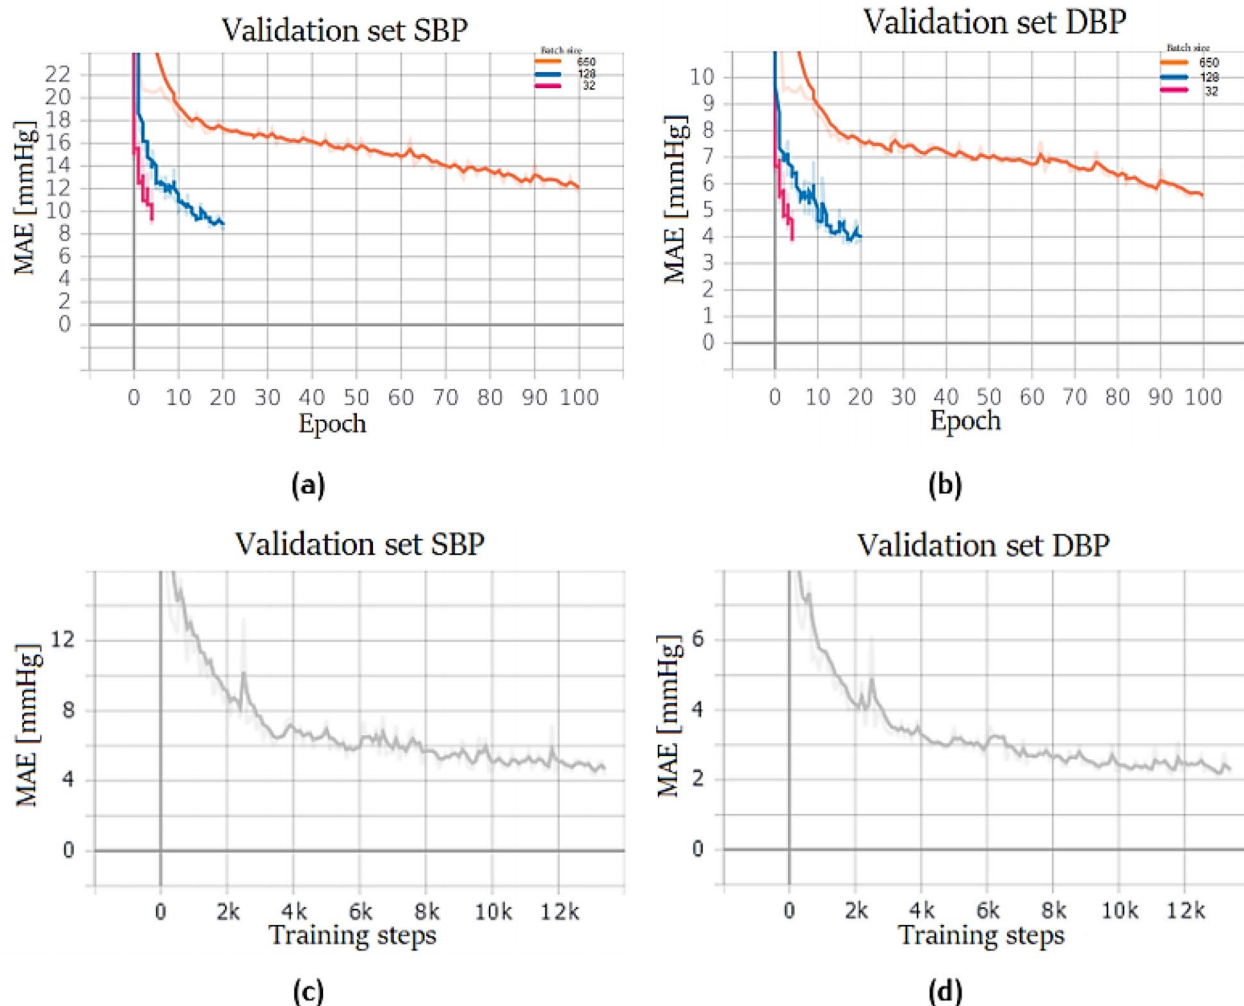 Validation set SBP
Batch size
650
128
32
22
20
18
16
14
12
10
8
6
4
2
0
MAE [mmHg]
0 10 20 30 40 50 60 70 80 90 100
Epoch
(a)
Validation set DBP
Batch size
650
128
32
10
9
8
7
6
5
4
3
2
1
0
MAE [mmHg]
0 10 20 30 40 50 60 70 80 90 100
Epoch
(b)
Validation set SBP
12
8
4
0
MAE [mmHg]
0 2k 4k 6k 8k 10k 12k
Training steps
(c)
Validation set DBP
6
4
2
0
MAE [mmHg]
0 2k 4k 6k 8k 10k 12k
Training steps
(d)